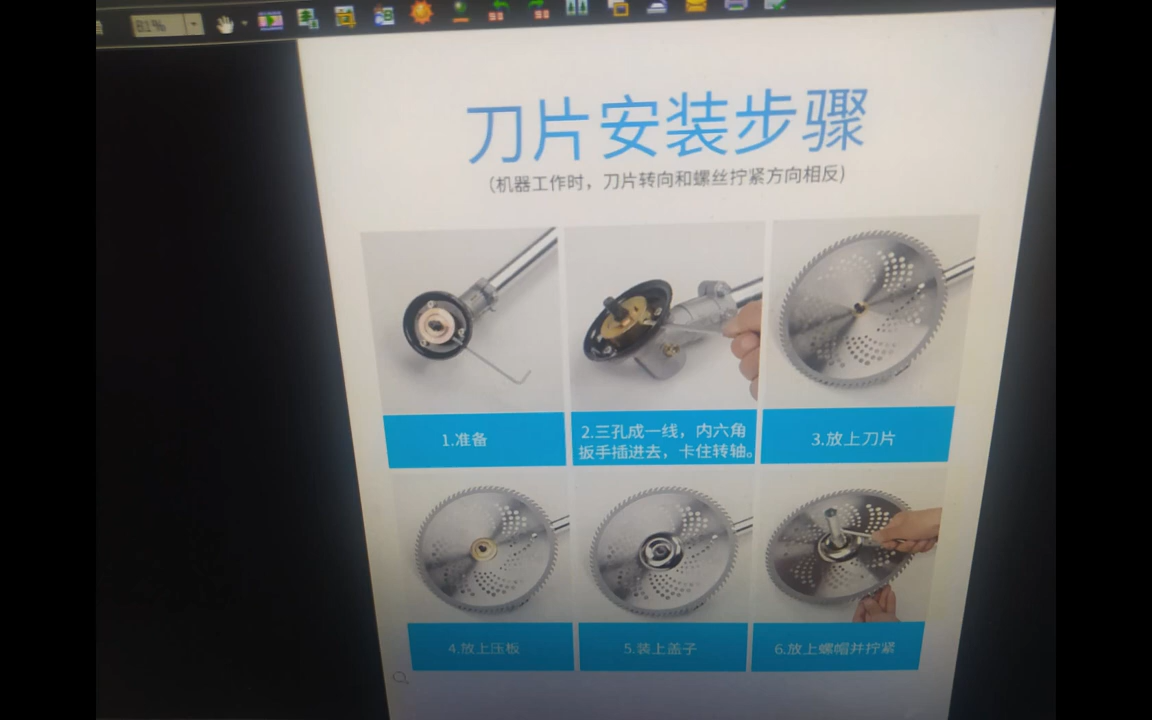 81%
刀片安装步骤
(机器工作时，刀片转向和螺丝拧紧方向相反)
1.准备
2.三孔成一线，内六角
扳手插进去，卡住转轴。
3.放上刀片
4.放上压板
5.装上盖子
6.放上螺帽并拧紧